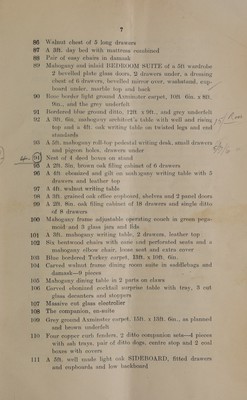 7
86 Walnut chest of 5 long drawers
87 A 3ft. day bed with mattress combined
88 Pair of easy chairs in damask
89 Mahogany and inlaid BEDROOM SUITE of a 5ft wardrobe
2 bevelled plate glass doors, 2 drawers under, a dressing
chest of 6 drawers, bevelled mirror over, washstand, cup-
board under, marble top and back
90 Rose border light ground Axminster carpet, 10ft 6in. x 8ft.
9in., and the grey underfelt
91 Bordered blue ground ditto, 12ft x 9ft., and grey underfelt
92 A 3ft. 6in. mahogany architect's table with well and rising
top and a 6ft. oak writing table on twisted legs and end
standards
93 A 5ft. mahogany roll-top pedestal writing desk, small drawers
and pigeon holes, drawers under
94 Nest of 4 deed boxes on stand
95 A 2ft. 8in. brown oak filing cabinet of 6 drawers
96 A 4ft. ebonized and gilt on mahogany writing table with 5
drawers and leather top
97 A 4ft. walnut writing table
98 A 3ft. grained oak office cupboard, shelves and 2 panel doors
99 A 2ft. 8in. oak filing cabinet of 19 drawers and single ditto
of 8 drawers
100 Mahogany frame adjustable operating couch in green pega-
moid and 3 glass jars and lids
101 A 5ft. mahogany writing table, 2 drawers, leather top
102 Six bentwood chairs with cane and perforated seats and a
mahogany elbow chair, loose seat and extra cover
103 Blue bordered Turkey carpet, 13ft. x 10ft. 6in.
104 Carved walnut frame dining room suite in saddlebags and
damask—9 pieces
105 Mahogany dining table in 2 parts on claws
106 Carved ebonized cocktail surprise table with tray, 3 cut
glass decanters and stoppers
107 Massive cut glass electrolier
108 The companion, en-suite
109 Grey ground Axminster carpet, 15ft. x 13ft. 6in., as planned
and brown underfelt
110 Four copper curb fenders, 2 ditto companion sets—4 pieces
with ash trays, pair of ditto dogs, centre stop and 2 coal
boxes with covers
111 A 5ft. well made light oak SIDEBOARD, fitted drawers
and cupboards and low backboard